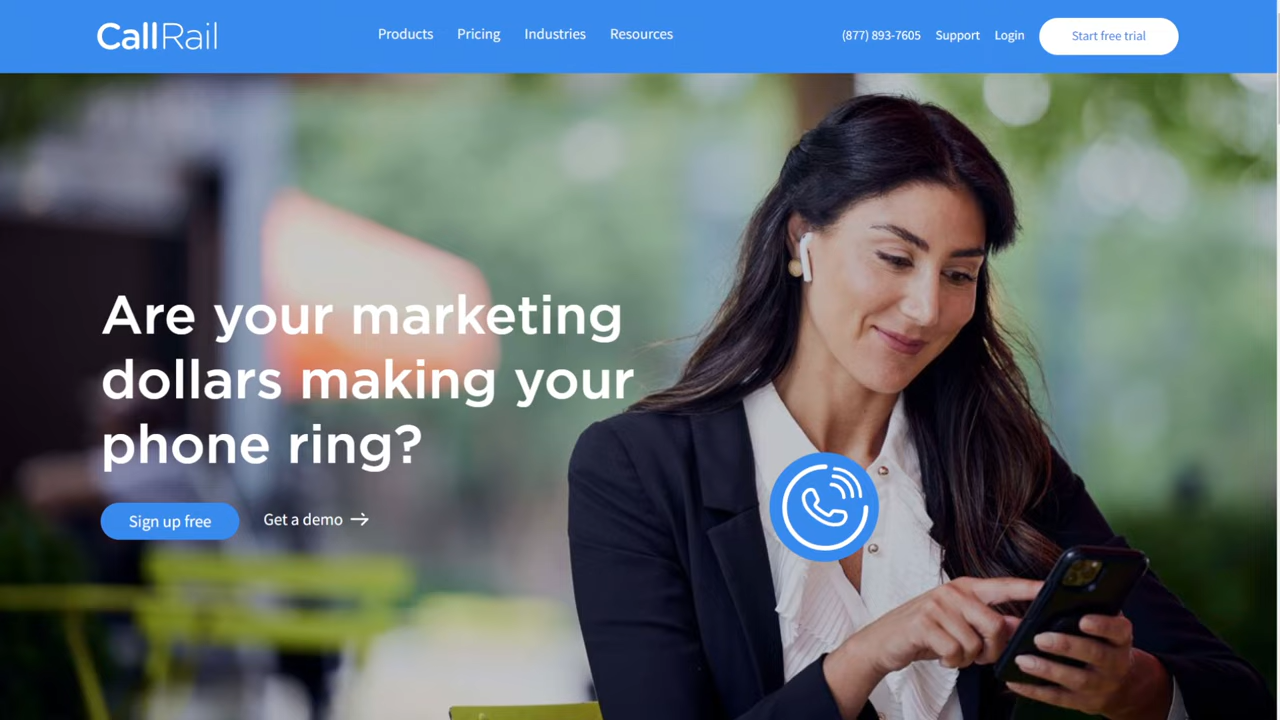 CallRail
Products
Pricing
Industries
Resources
(877) 893-7605
Support
Login
Start free trial
Are your marketing
dollars making your
phone ring?
Sign up free
Get a demo →